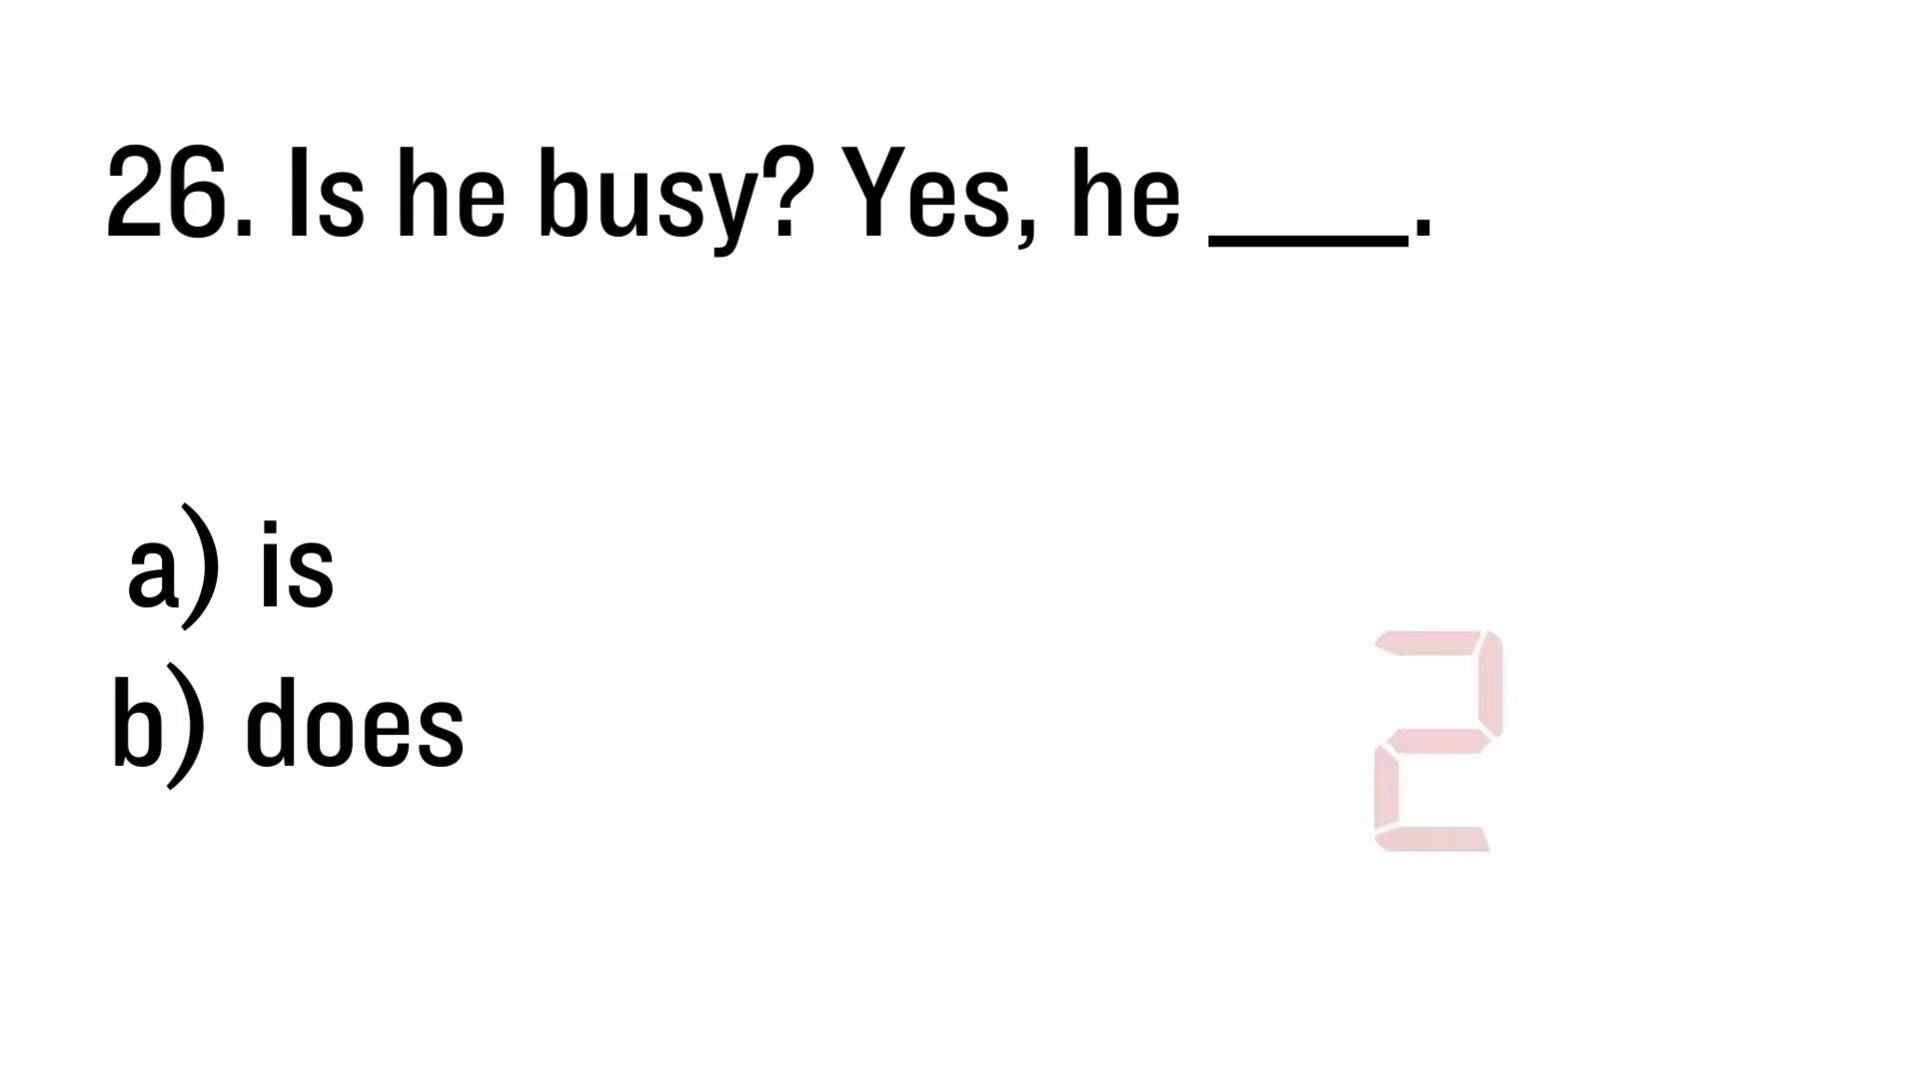 26. Is he busy? Yes, he ____.
a) is
b) does
2